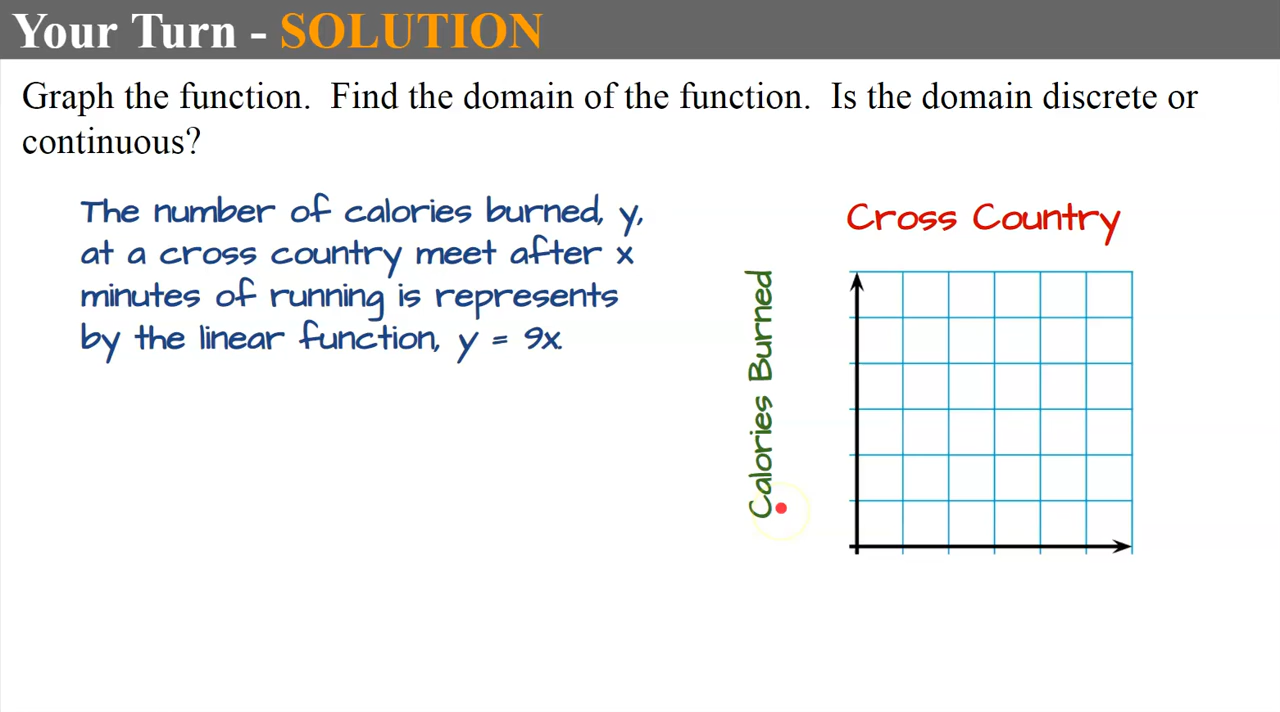 Your Turn - SOLUTION
Graph the function. Find the domain of the function. Is the domain discrete or
continuous?
The number of calories burned, y,
at a cross country meet after x
minutes of running is represents
by the linear function, y = 9x.
Cross Country
Calories Burned